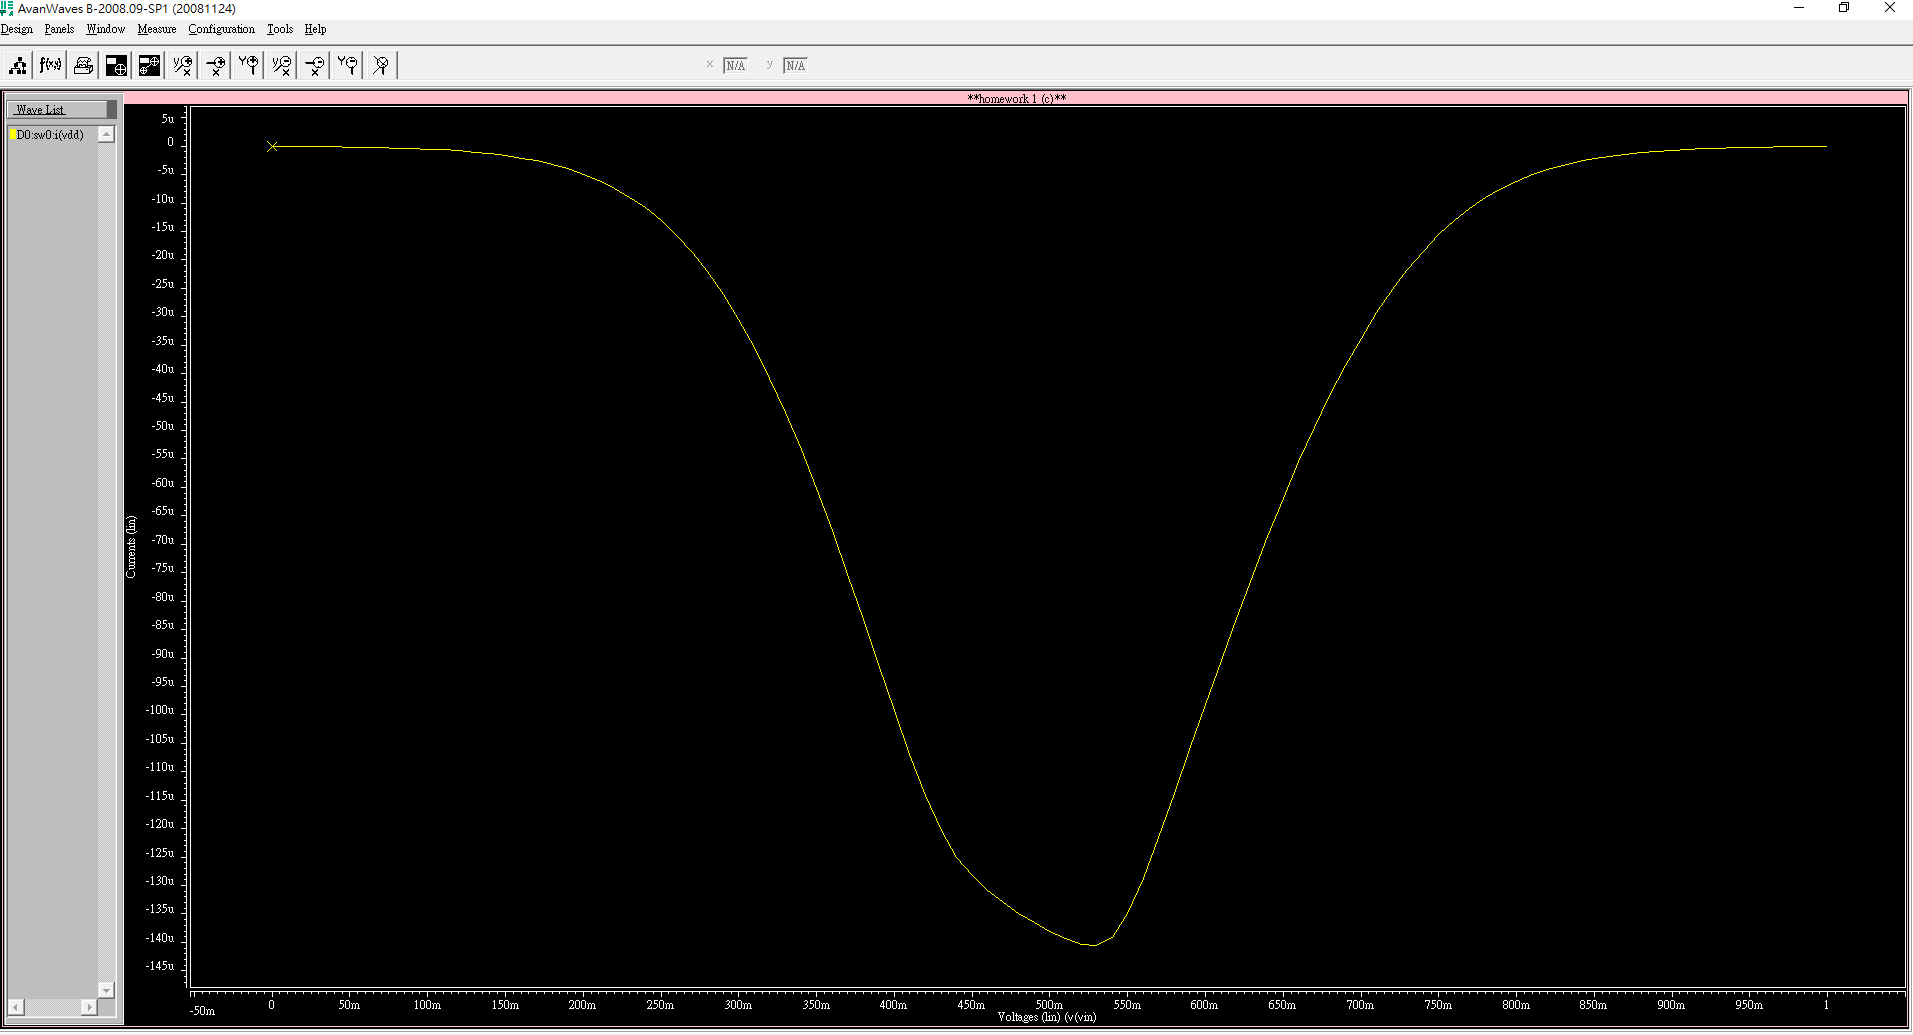 AvanWaves B-2008.09-SP1 (20081124)
Design Panels Window Measure Configuration Tools Help
f(x) y/x y/x
x N/A y N/A
Wave List
D0:sw0:i(vdd)
**homework 1 (c)**
5u
0
-5u
-10u
-15u
-20u
-25u
-30u
-35u
-40u
-45u
-50u
-55u
-60u
-65u
-70u
-75u
-80u
-85u
-90u
-95u
-100u
-105u
-110u
-115u
-120u
-125u
-130u
-135u
-140u
-145u
Currents (lin)
-50m 0 50m 100m 150m 200m 250m 300m 350m 400m 450m 500m 550m 600m 650m 700m 750m 800m 850m 900m 950m 1
Voltages (lin) (v(vin)